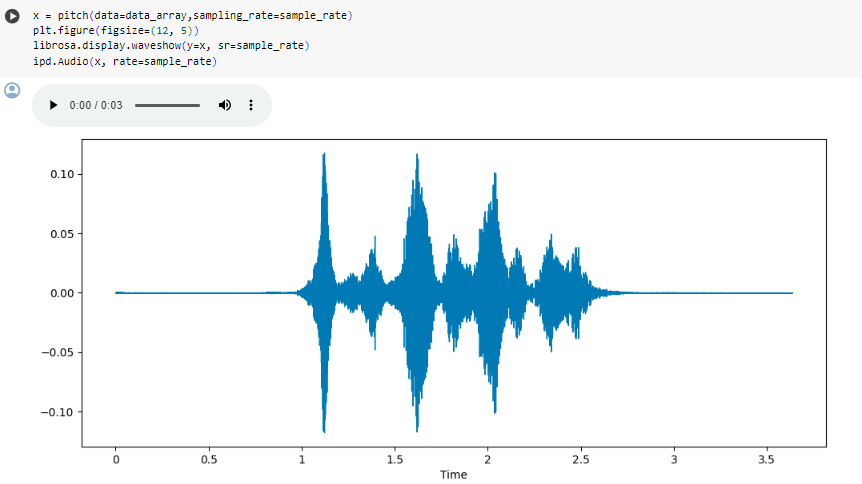 x = pitch(data=data_array,sampling_rate=sample_rate)
plt.figure(figsize=(12, 5))
librosa.display.waveshow(y=x, sr=sample_rate)
ipd.Audio(x, rate=sample_rate)
0:00 / 0:03
0.10
0.05
0.00
−0.05
−0.10
0 0.5 1 1.5 2 2.5 3 3.5
Time